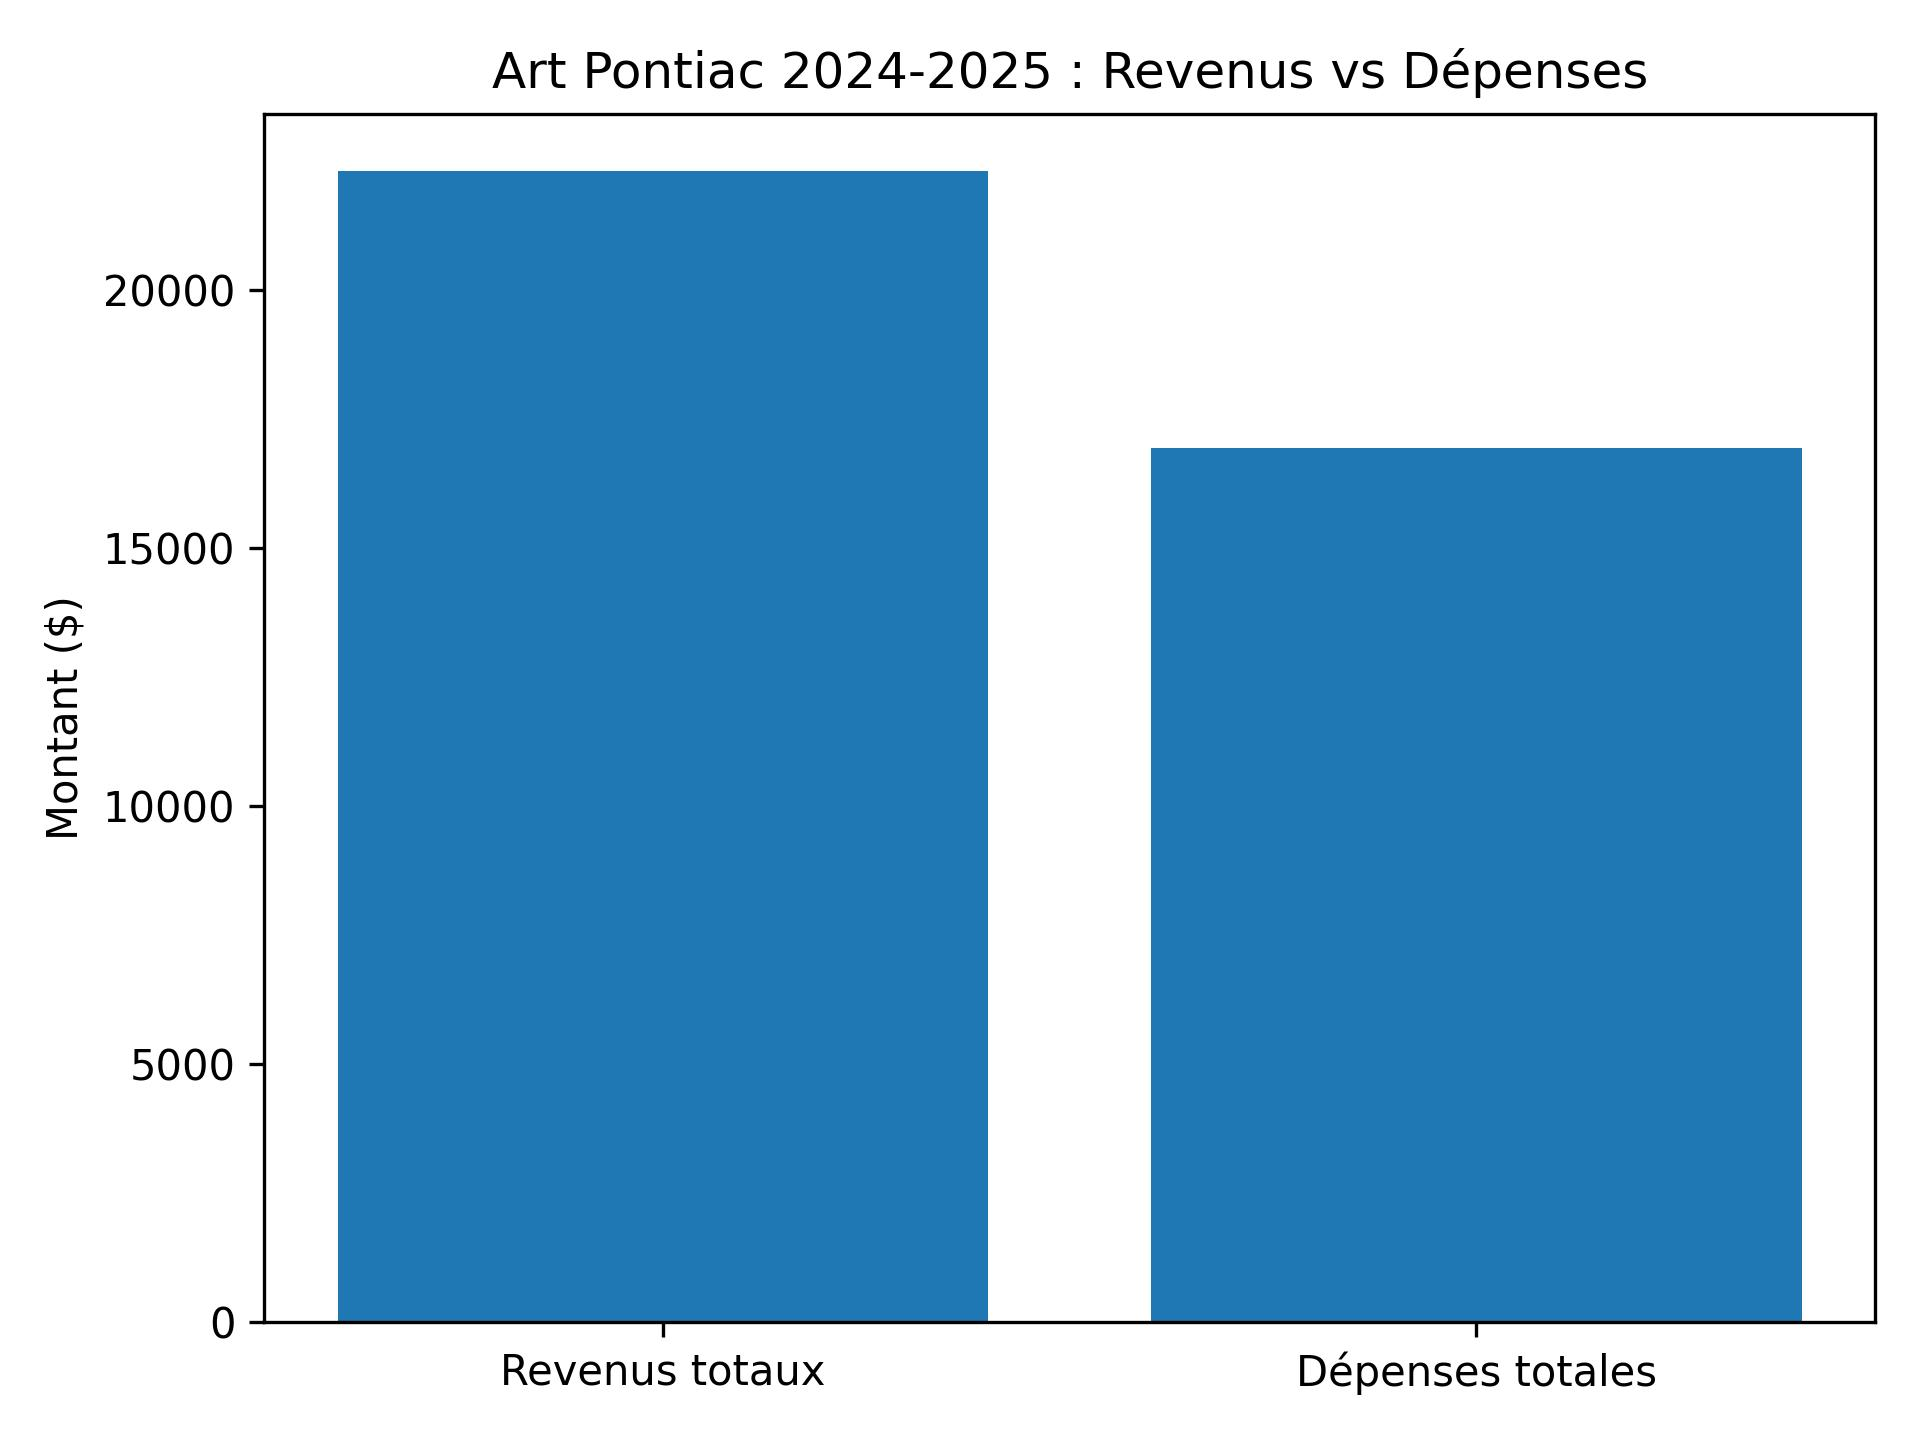 Art Pontiac 2024-2025 : Revenus vs Dépenses
Montant ($)
20000
15000
10000
5000
0
Revenus totaux
Dépenses totales